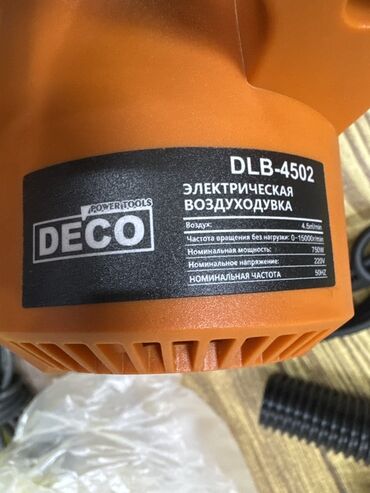 DLB-4502
ЭЛЕКТРИЧЕСКАЯ
ВОЗДУХОДУВКА
POWER TOOLS
DECO
Воздух: 4.6㎥/min
Частота вращения без нагрузки: 0-15000r/min
Номинальная мощность: 750W
Номинальное напряжение: 220V
НОМИНАЛЬНАЯ ЧАСТОТА 50HZ